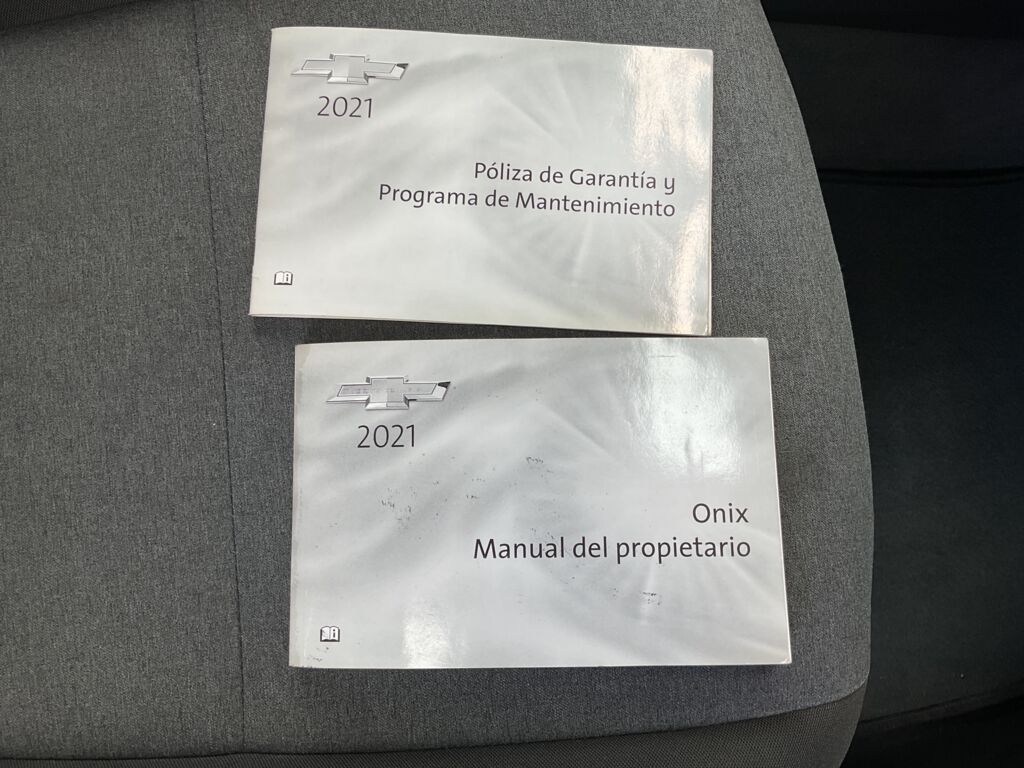 2021
Póliza de Garantía y
Programa de Mantenimiento
2021
Onix
Manual del propietario